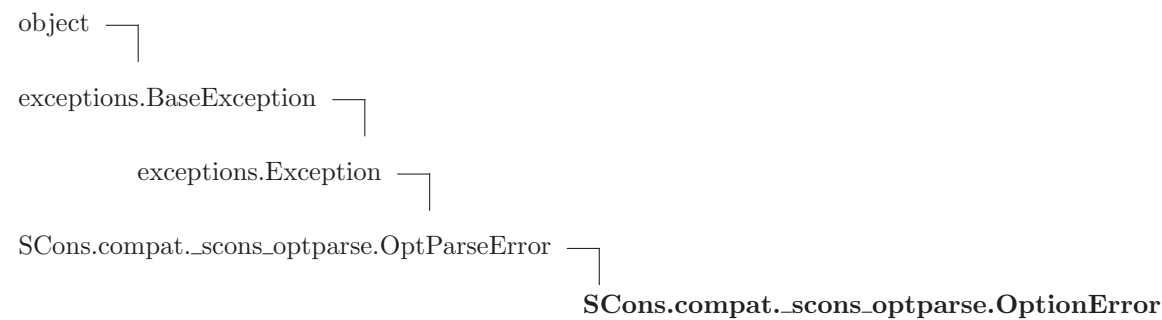 object
exceptions.BaseException
exceptions.Exception
SCons.compat._scons_optparse.OptParseError
SCons.compat._scons_optparse.OptionError